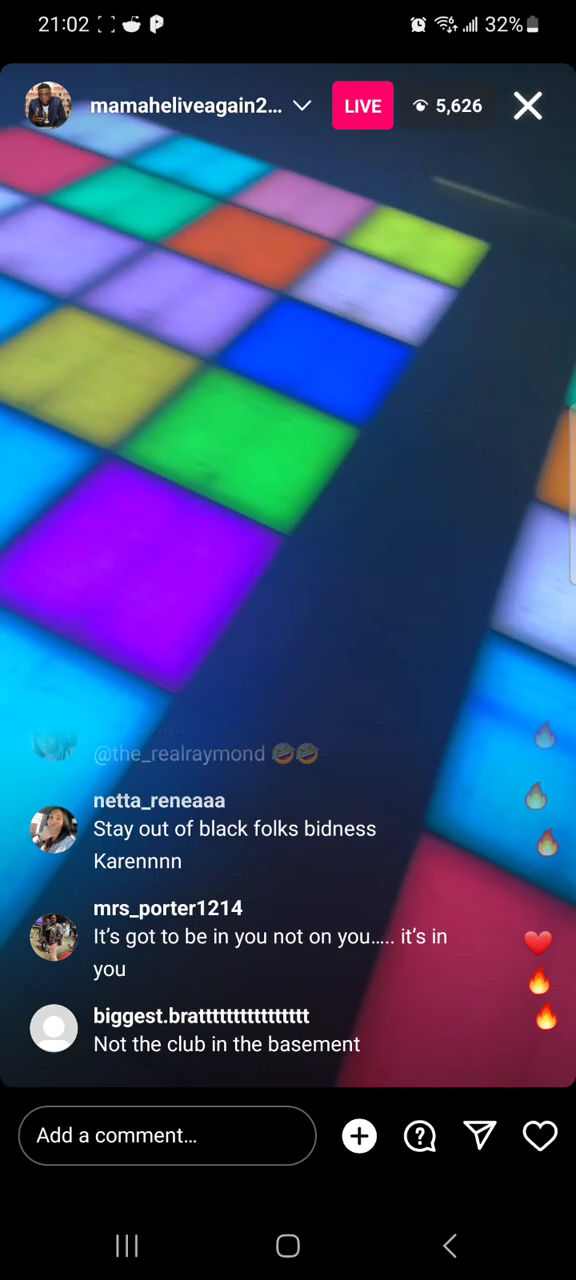 21:02
32%
mamaheliveagain2...
LIVE
5,626
@the_realraymond 🤣🤣
netta_reneaaa
Stay out of black folks bidness
Karennnn
mrs_porter1214
It's got to be in you not on you..... it's in
you
biggest.bratttttttttttttttt
Not the club in the basement
Add a comment...